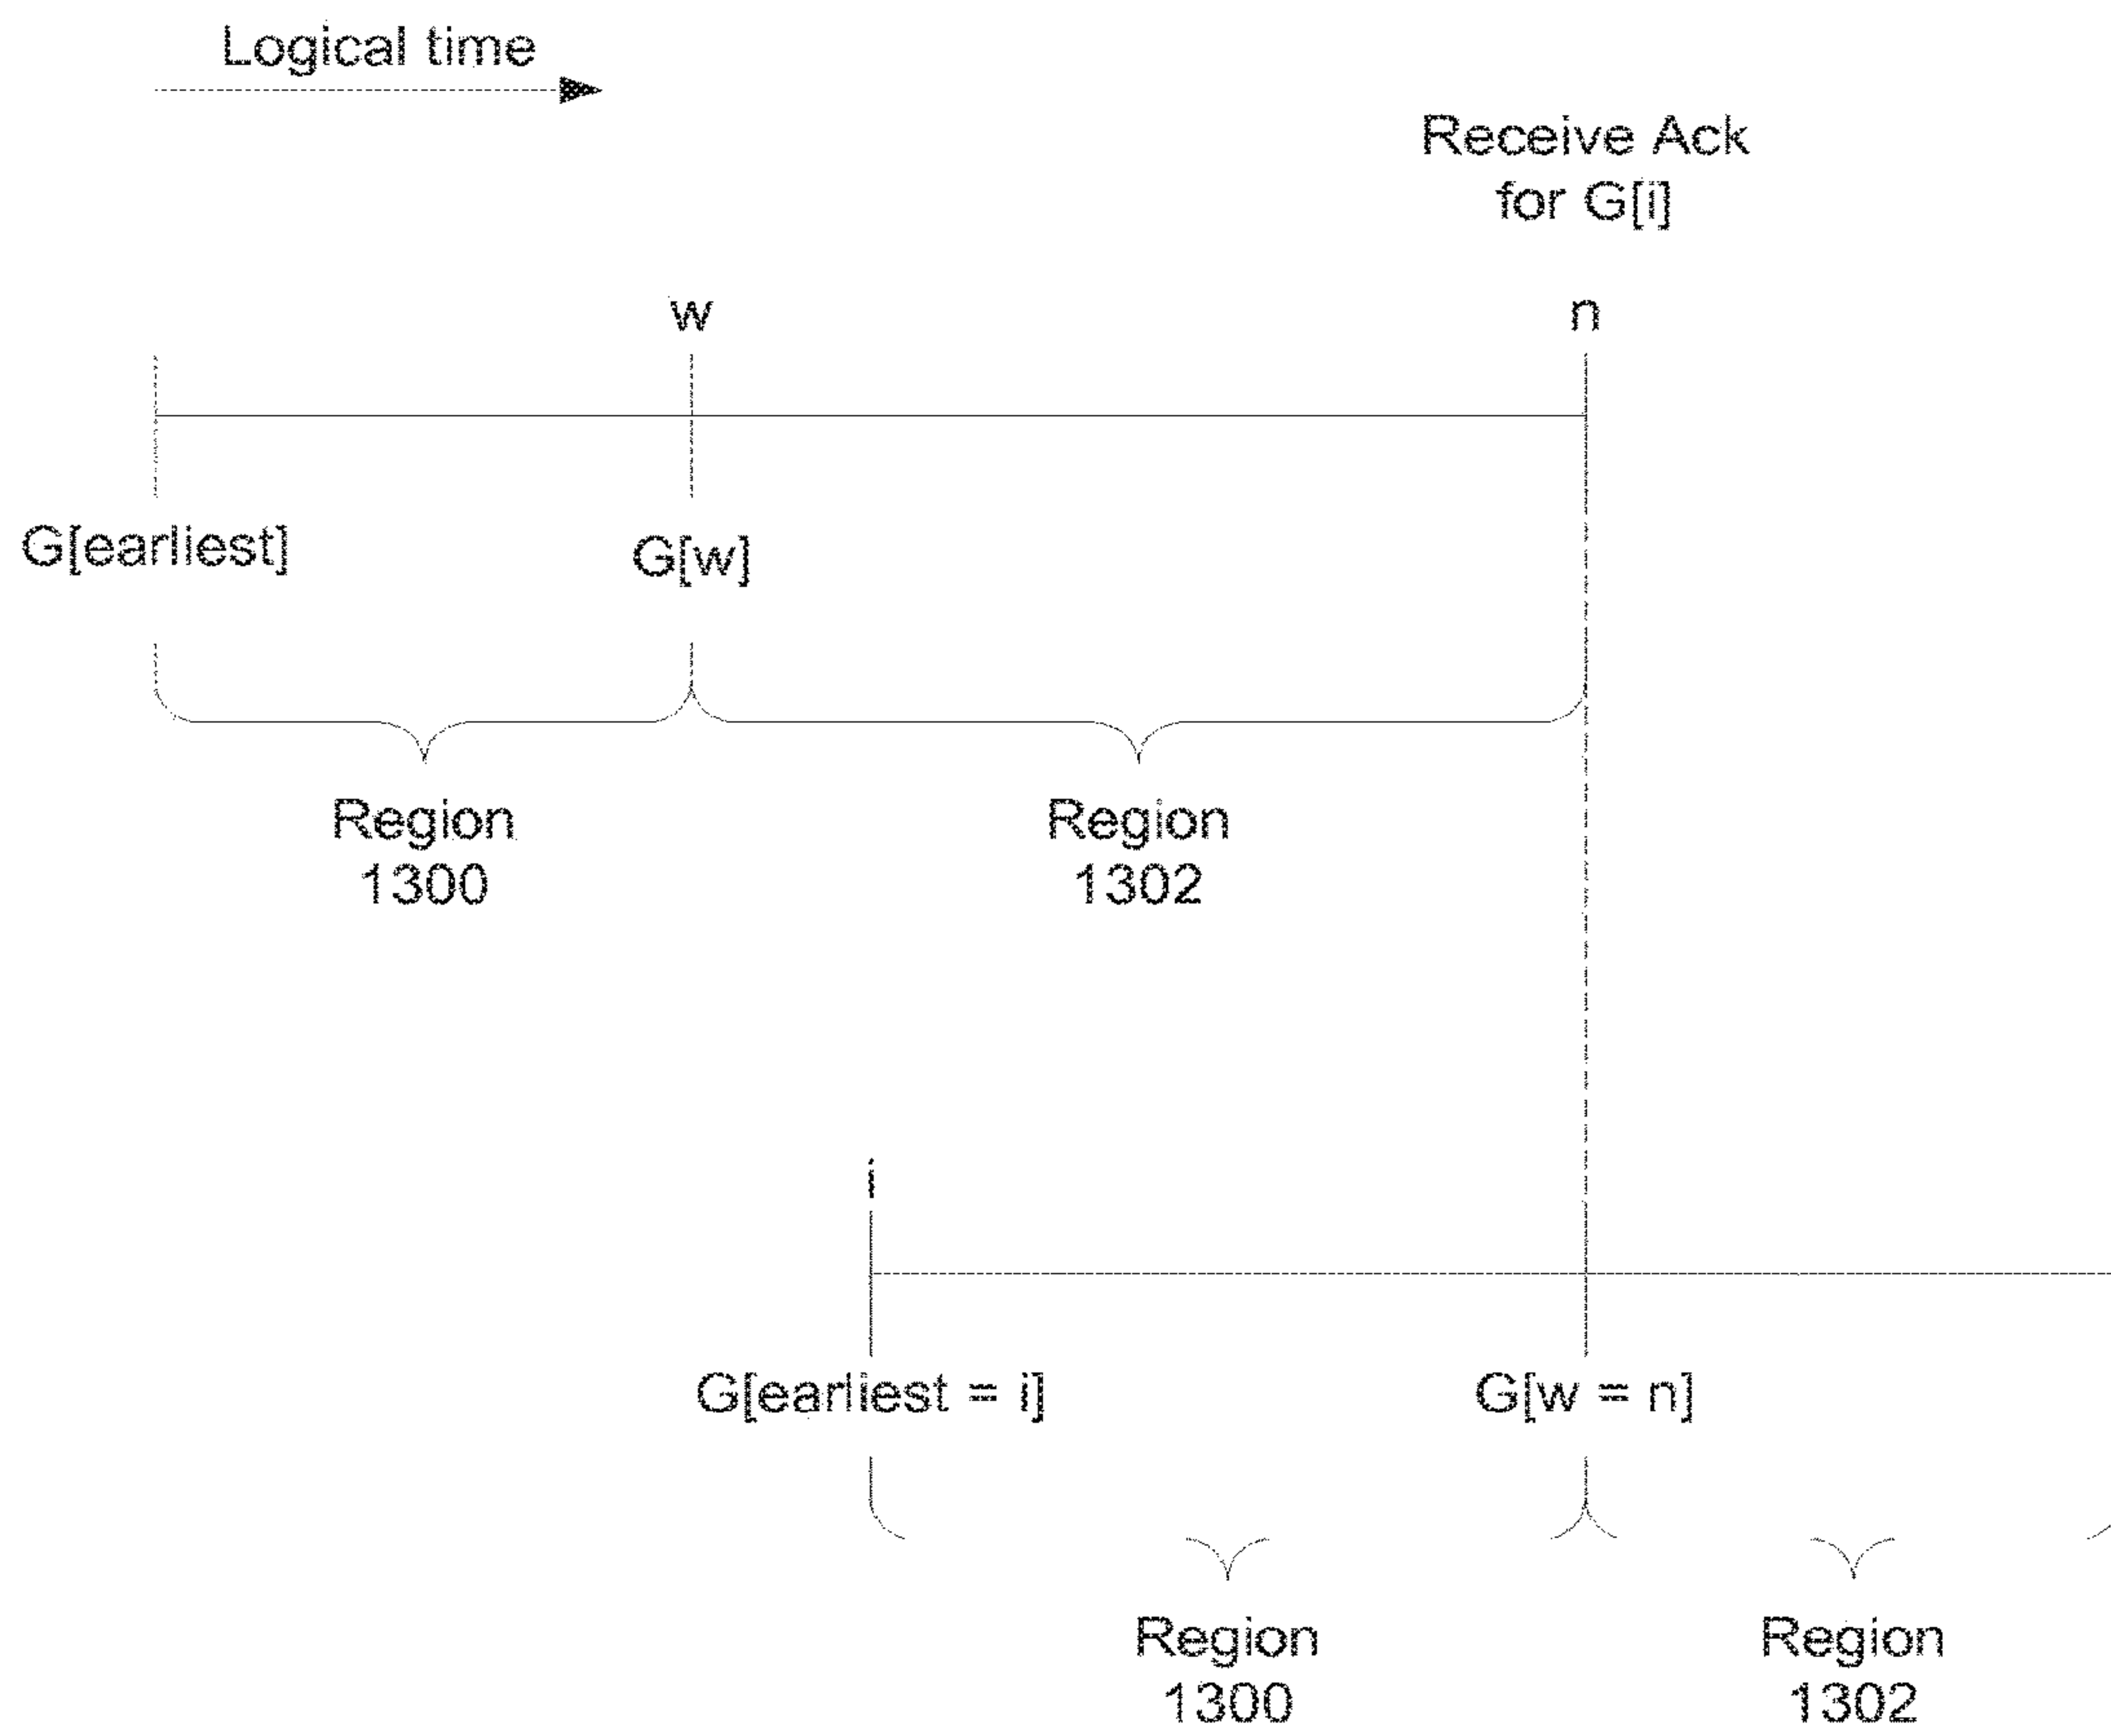 Logical time
Receive Ack
for G[i]
w
n
G[earliest]
G[w]
Region
1300
Region
1302
i
G[earliest = i]
G[w = n]
Region
1300
Region
1302